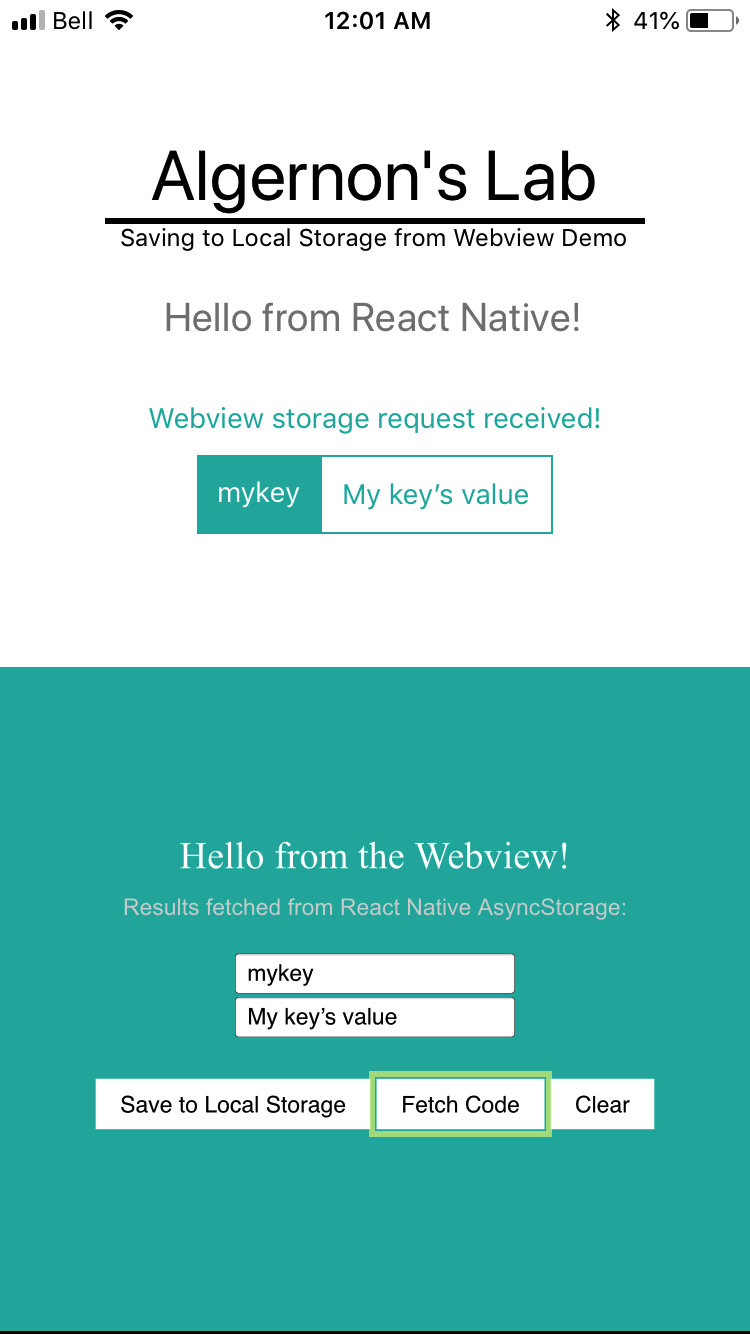 Bell 12:01 AM 41%
Algernon's Lab
Saving to Local Storage from Webview Demo
Hello from React Native!
Webview storage request received!
mykey My key’s value
Hello from the Webview!
Results fetched from React Native AsyncStorage:
mykey
My key’s value
Save to Local Storage Fetch Code Clear